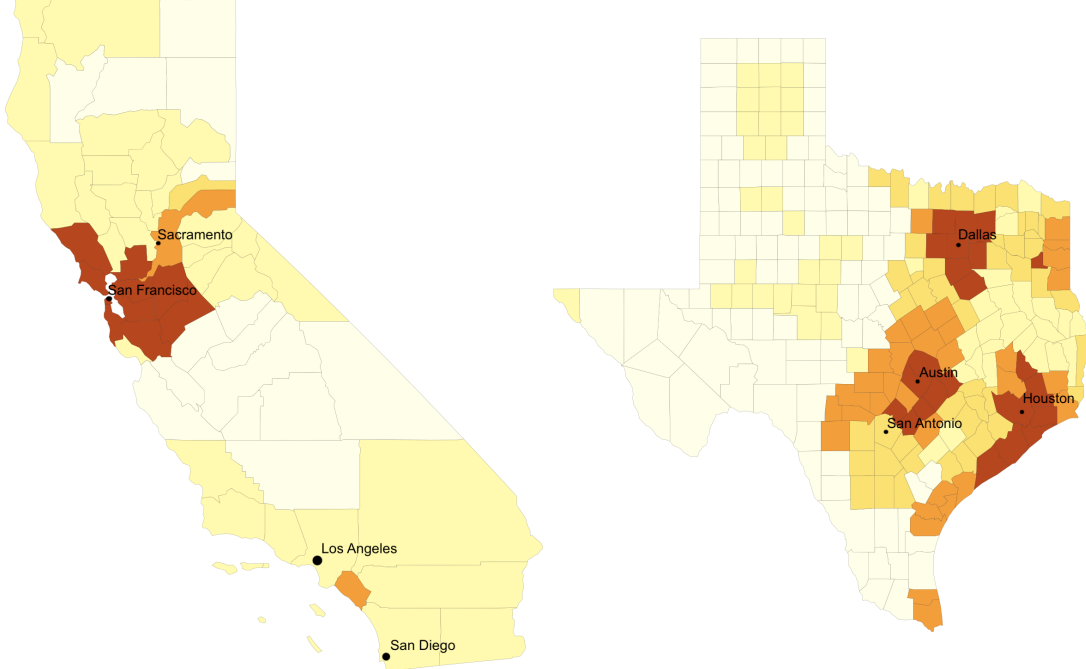 Sacramento
San Francisco
Los Angeles
San Diego
Dallas
Austin
Houston
San Antonio